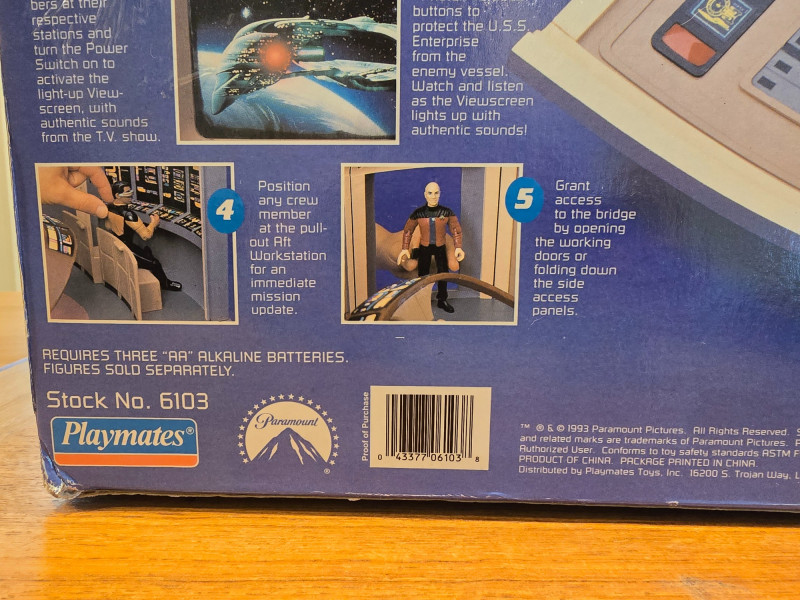 bers at their
respective
stations and
turn the Power
Switch on to
activate the
light-up View-
screen, with
authentic sounds
from the T.V. show.
buttons to
protect the U.S.S.
Enterprise
from the
enemy vessel.
Watch and listen
as the Viewscreen
lights up with
authentic sounds!
4
Position
any crew
member
at the pull-
out Aft
Workstation
for an
immediate
mission
update.
5
Grant
access
to the bridge
by opening
the working
doors or
folding down
the side
access
panels.
REQUIRES THREE "AA" ALKALINE BATTERIES.
FIGURES SOLD SEPARATELY.
Stock No. 6103
Playmates®
Paramount
®
Proof of Purchase
0 43377 06103 8
™ ® & © 1993 Paramount Pictures. All Rights Reserved. S
and related marks are trademarks of Paramount Pictures. P
Authorized User. Conforms to toy safety standards ASTM F
PRODUCT OF CHINA. PACKAGE PRINTED IN CHINA.
Distributed by Playmates Toys, Inc. 16200 S. Trojan Way, L